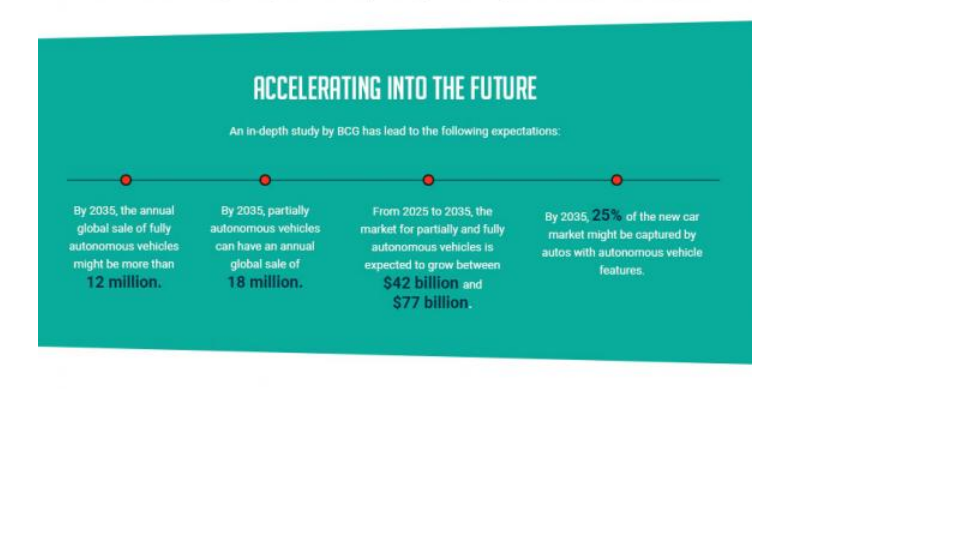 ACCELERATING INTO THE FUTURE
An in-depth study by BCG has lead to the following expectations:
By 2035, the annual
global sale of fully
autonomous vehicles
might be more than
12 million.
By 2035, partially
autonomous vehicles
can have an annual
global sale of
18 million.
From 2025 to 2035, the
market for partially and fully
autonomous vehicles is
expected to grow between
$42 billion and
$77 billion.
By 2035, 25% of the new car
market might be captured by
autos with autonomous vehicle
features.